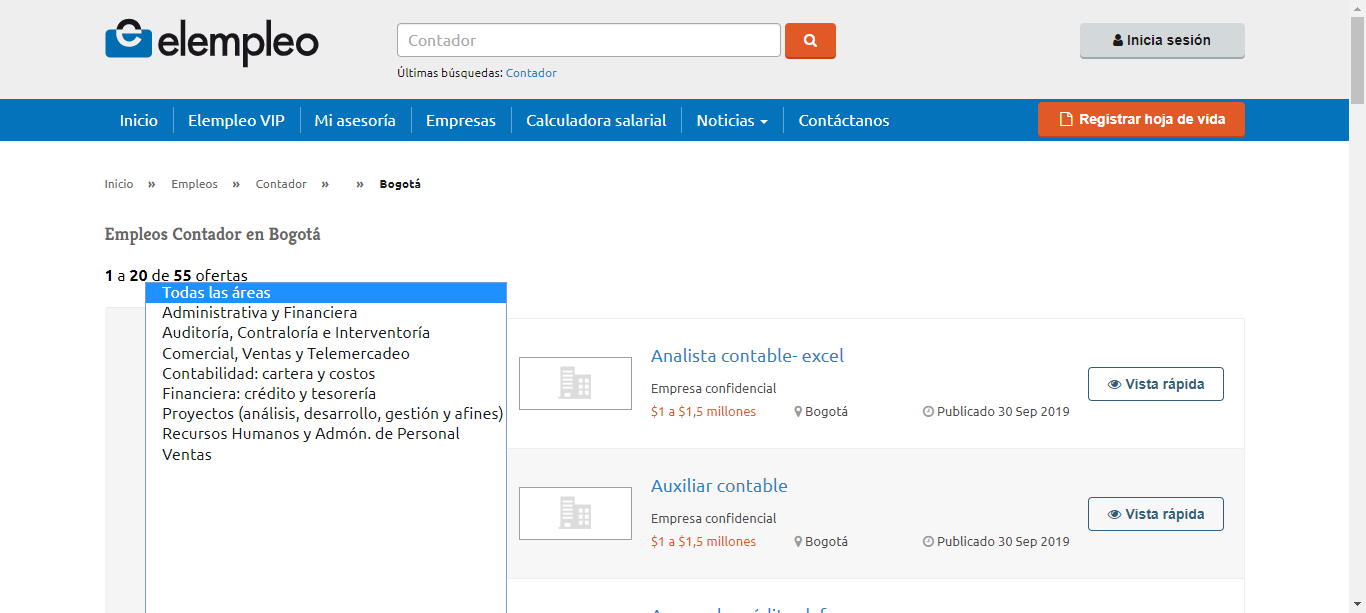 elempleo
Contador
Últimas búsquedas: Contador
Inicia sesión
Inicio Elempleo VIP Mi asesoría Empresas Calculadora salarial Noticias Contáctanos
Registrar hoja de vida
Inicio » Empleos » Contador » » Bogotá
Empleos Contador en Bogotá
1 a 20 de 55 ofertas
Todas las áreas
Administrativa y Financiera
Auditoría, Contraloría e Interventoría
Comercial, Ventas y Telemercadeo
Contabilidad: cartera y costos
Financiera: crédito y tesorería
Proyectos (análisis, desarrollo, gestión y afines)
Recursos Humanos y Admón. de Personal
Ventas
Analista contable- excel
Empresa confidencial
$1 a $1,5 millones Bogotá Publicado 30 Sep 2019
Vista rápida
Auxiliar contable
Empresa confidencial
$1 a $1,5 millones Bogotá Publicado 30 Sep 2019
Vista rápida